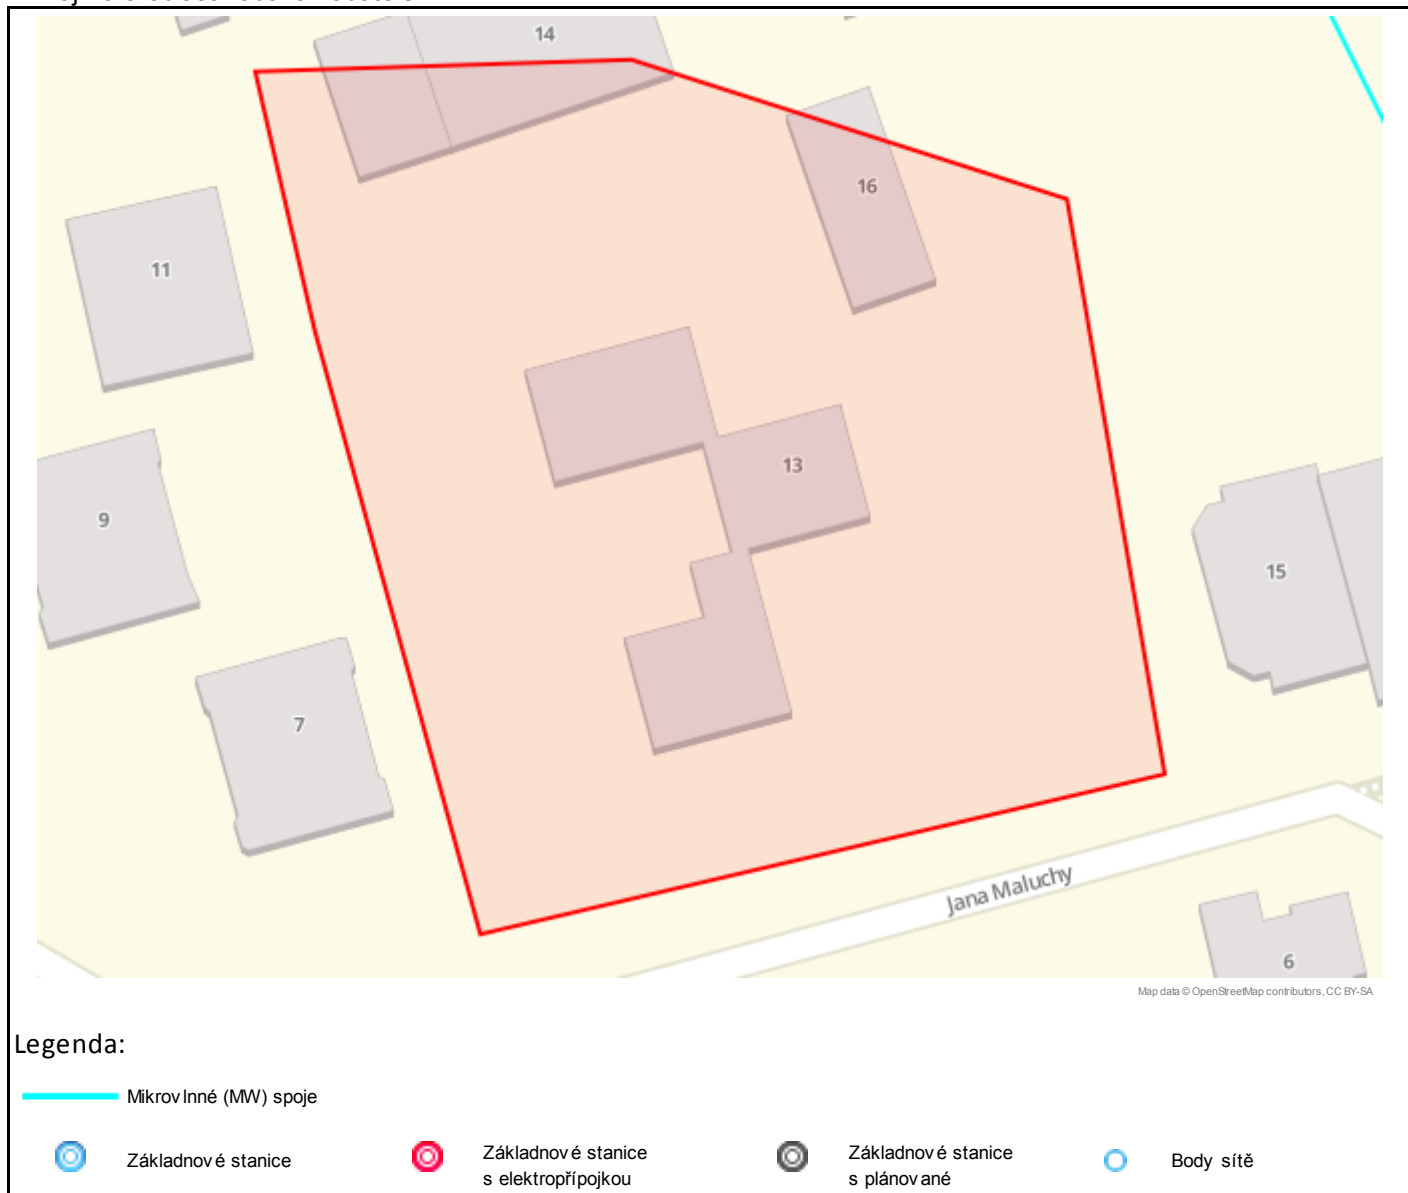 14
16
11
13
9
15
7
Jana Maluchy
6
Map data © OpenStreetMap contributors, CC BY-SA
Legenda:
Mikrovlnné (MW) spoje
Základnové stanice
Základnové stanice
s elektropřípojkou
Základnové stanice
s plánované
Body sítě